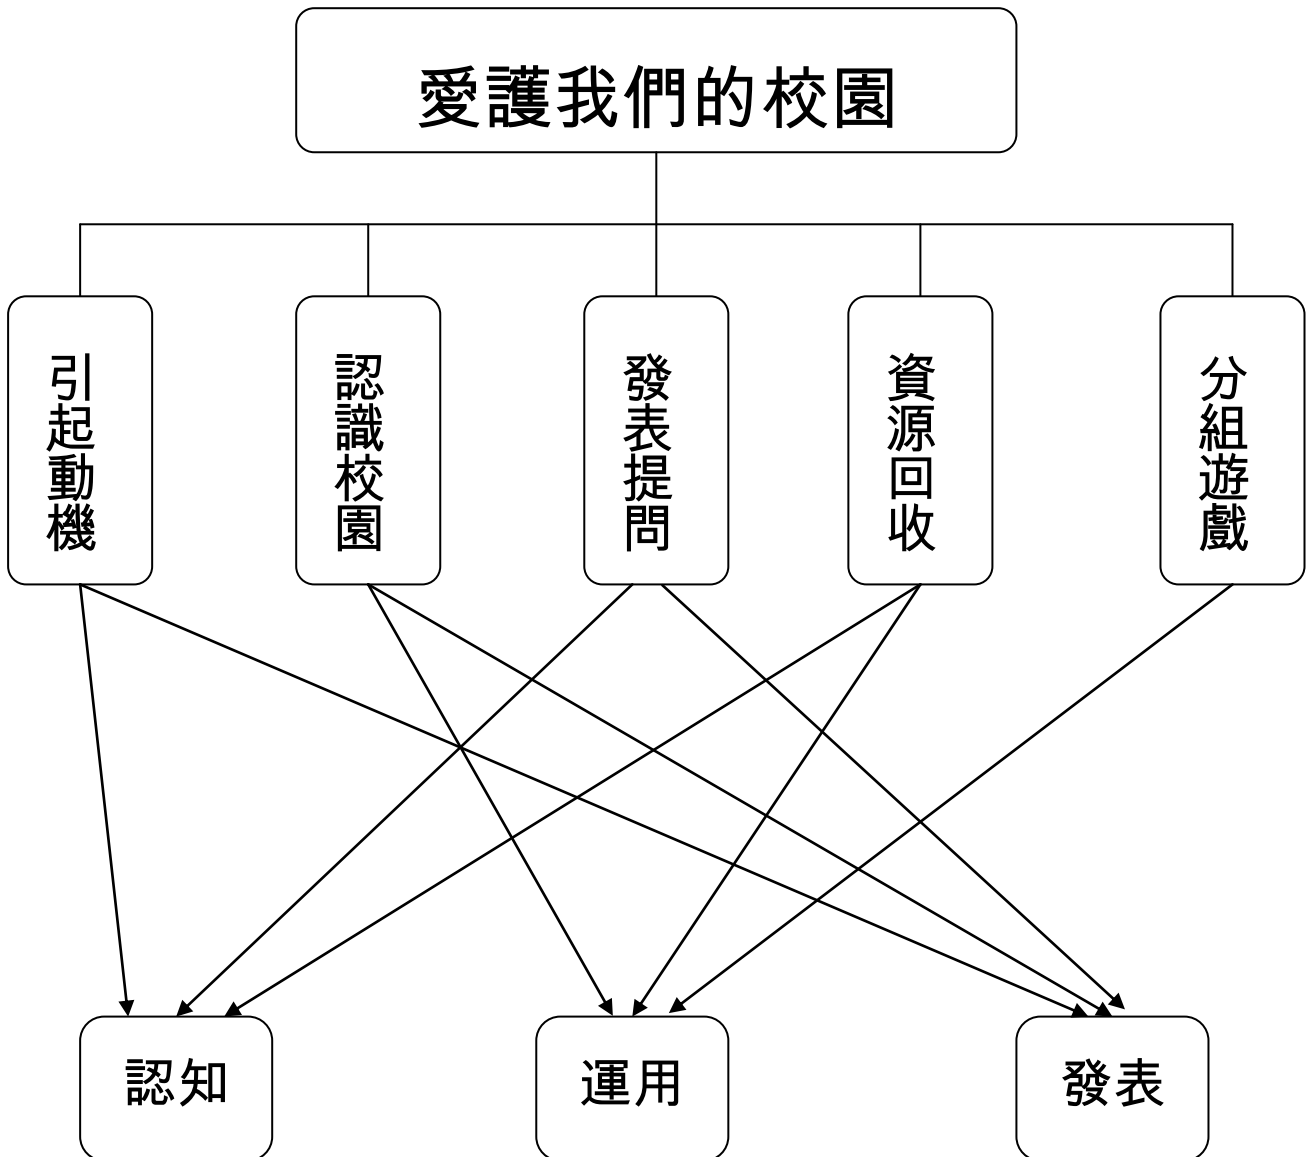 愛護我們的校園
引起動機
認識校園
發表提問
資源回收
分組遊戲
認知
運用
發表